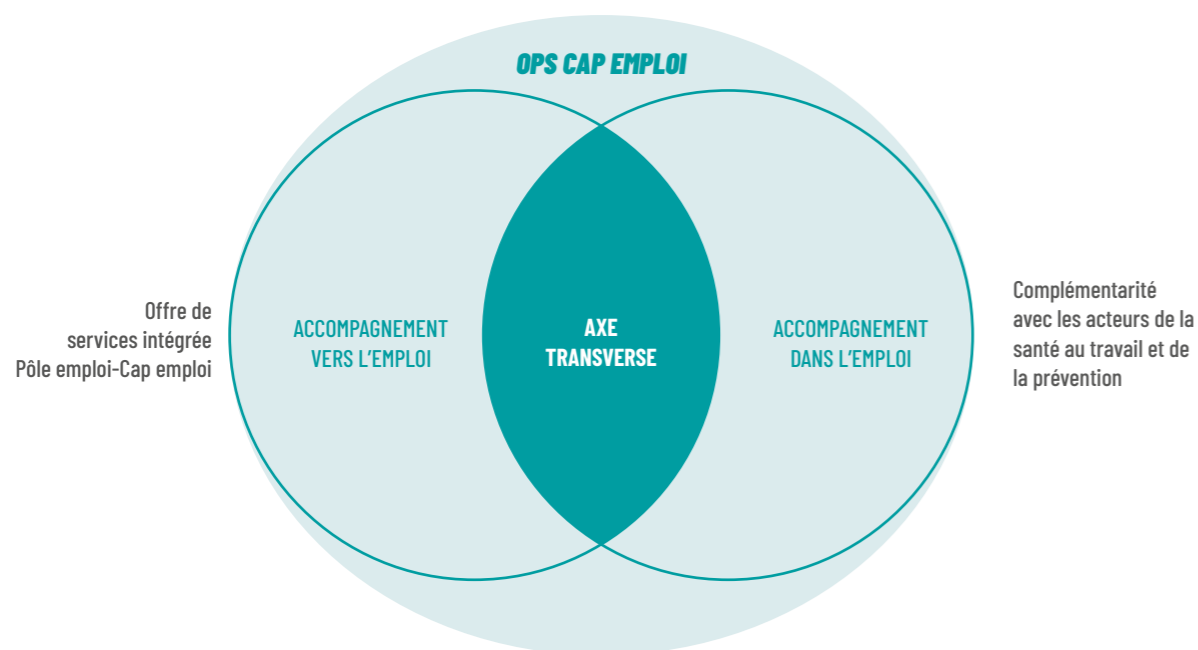 OPS CAP EMPLOI
Offre de
services intégrée
Pôle emploi-Cap emploi
ACCOMPAGNEMENT
VERS L'EMPLOI
AXE
TRANSVERSE
ACCOMPAGNEMENT
DANS L'EMPLOI
Complémentarité
avec les acteurs de la
santé au travail et de
la prévention